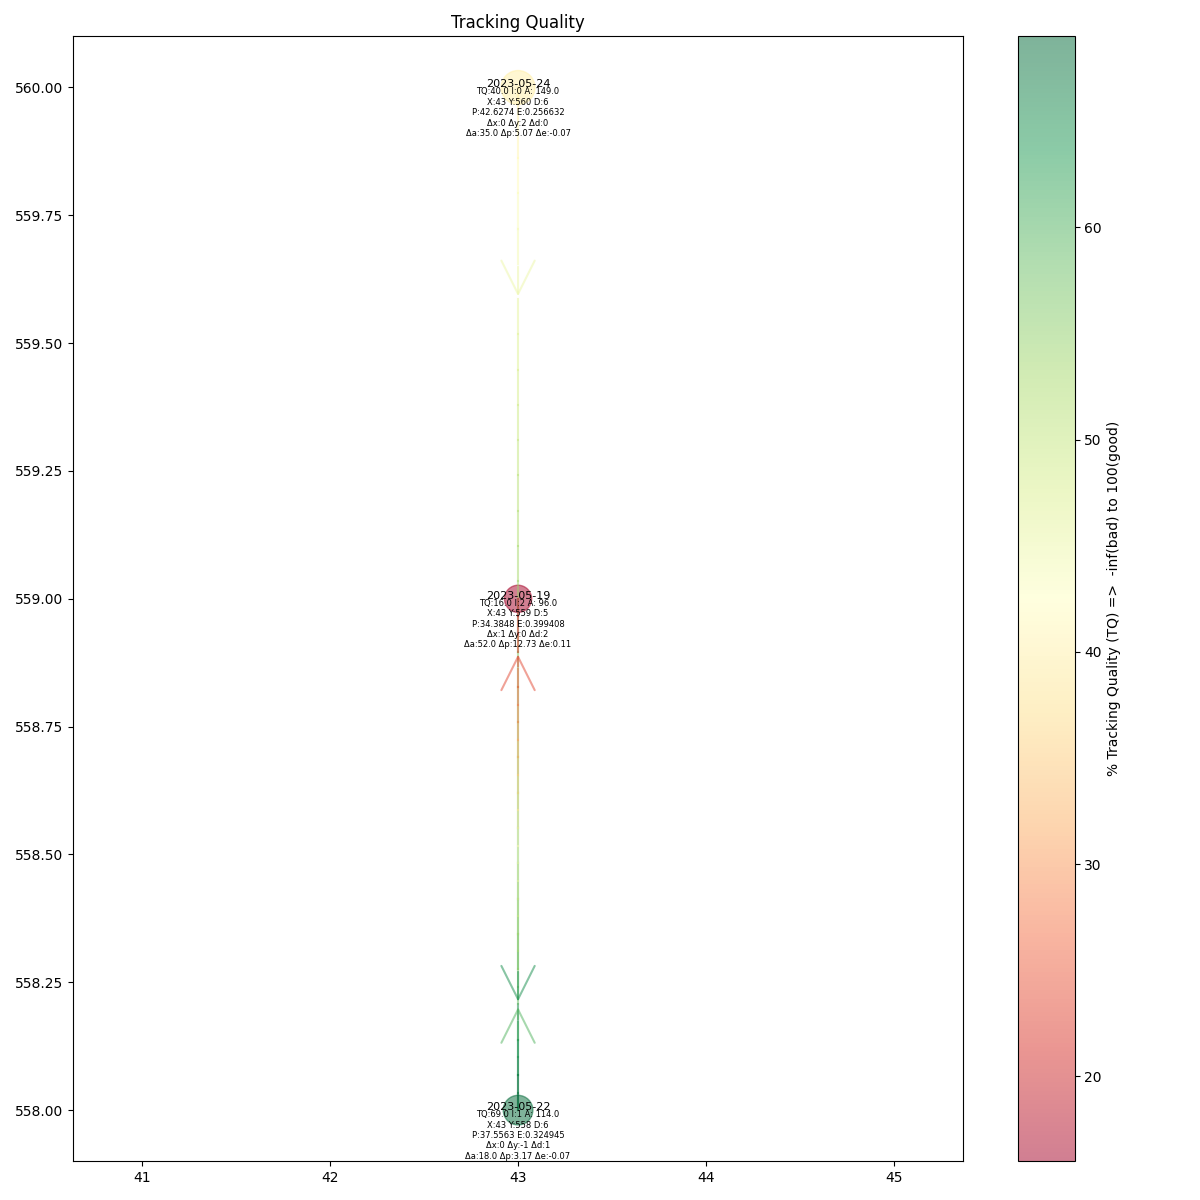 Tracking Quality
560.00
559.75
559.50
559.25
559.00
558.75
558.50
558.25
558.00
2023-05-24
TQ:40.0 I:0 A: 149.0
X:43 Y:560 D:6
P:42.6274 E:0.256632
Δx:0 Δy:2 Δd:0
Δa:35.0 Δp:5.07 Δe:-0.07
2023-05-19
TQ:16.0 I:2 A: 96.0
X:43 Y:559 D:5
P:34.3848 E:0.399408
Δx:1 Δy:0 Δd:2
Δa:52.0 Δp:12.73 Δe:0.11
2023-05-22
TQ:69.0 I:1 A: 114.0
X:43 Y:558 D:6
P:37.5563 E:0.324945
Δx:0 Δy:-1 Δd:1
Δa:18.0 Δp:3.17 Δe:-0.07
41 42 43 44 45
60
50
40
30
20
% Tracking Quality (TQ) => -inf(bad) to 100(good)